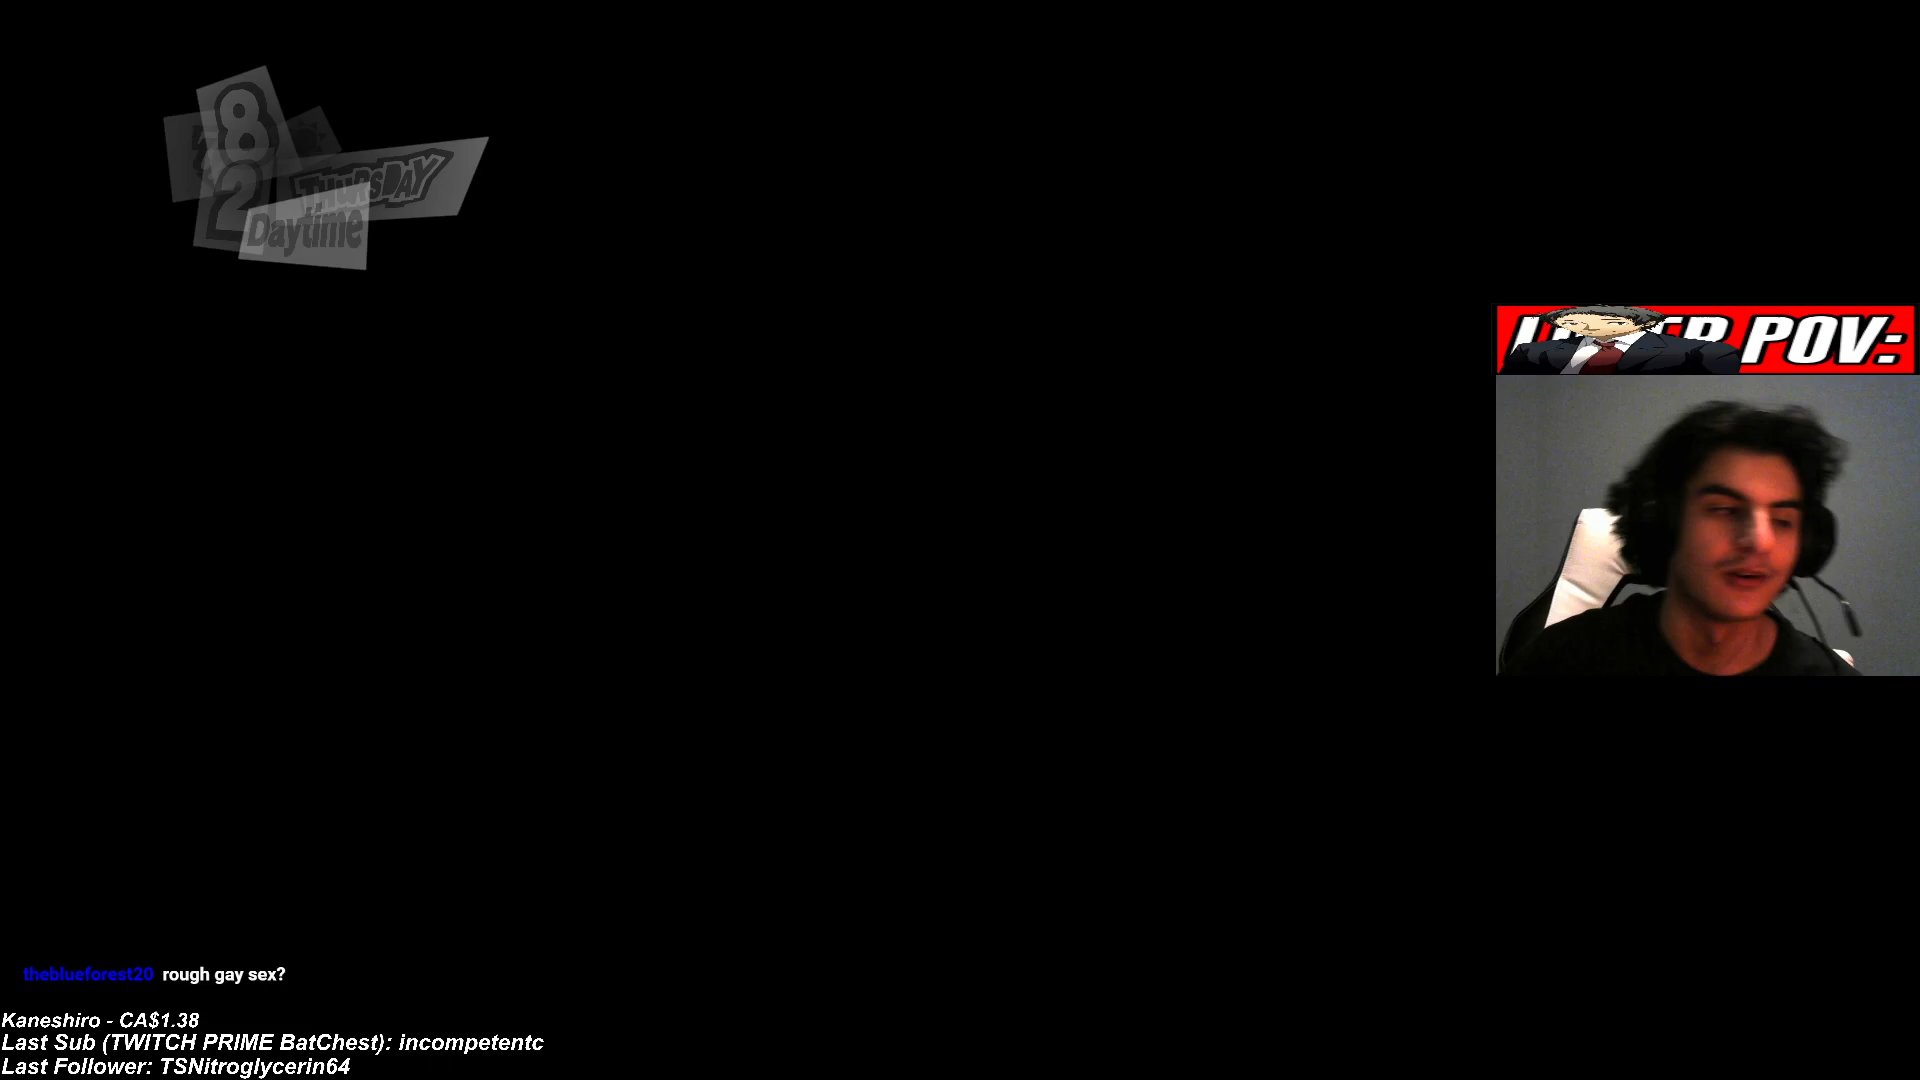 8
2
THURSDAY
Daytime
POV:
theblueforest20 rough gay sex?
Kaneshiro - CA$1.38
Last Sub (TWITCH PRIME BatChest): incompetentc
Last Follower: TSNitroglycerin64